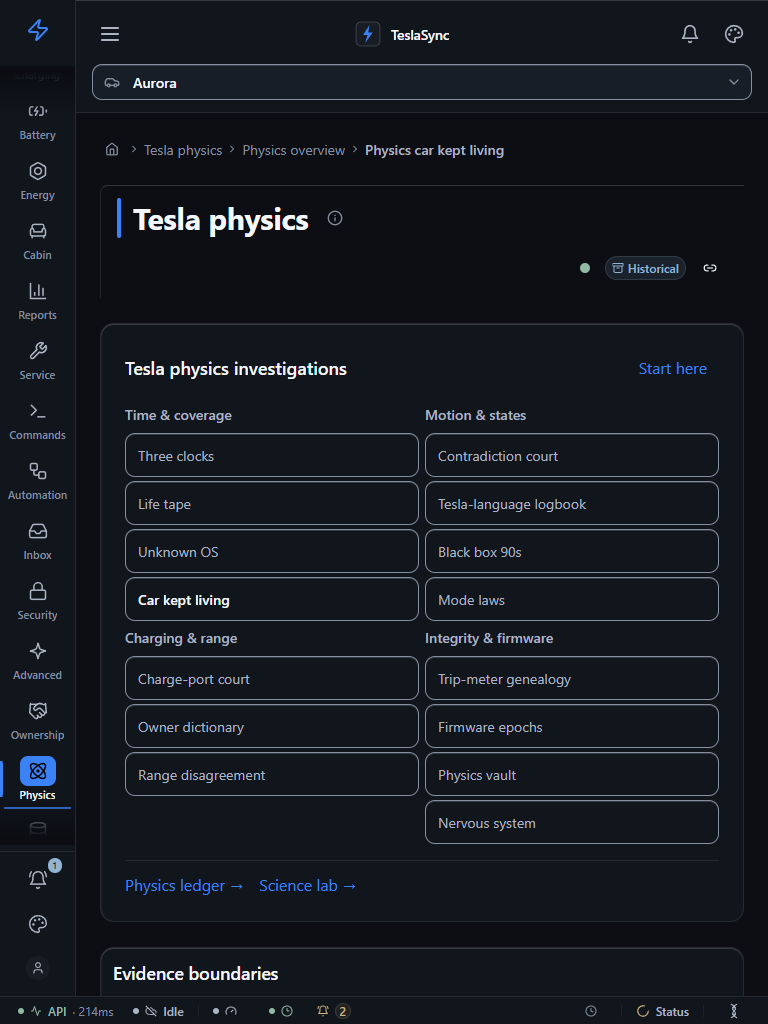 TeslaSync
Aurora
Charging
Battery
Energy
Cabin
Reports
Service
Commands
Automation
Inbox
Security
Advanced
Ownership
Physics
1
Tesla physics > Physics overview > Physics car kept living
Tesla physics
Historical
Tesla physics investigations
Start here
Time & coverage
Three clocks
Life tape
Unknown OS
Car kept living
Motion & states
Contradiction court
Tesla-language logbook
Black box 90s
Mode laws
Charging & range
Charge-port court
Owner dictionary
Range disagreement
Integrity & firmware
Trip-meter genealogy
Firmware epochs
Physics vault
Nervous system
Physics ledger →
Science lab →
Evidence boundaries
API · 214ms
Idle
2
Status